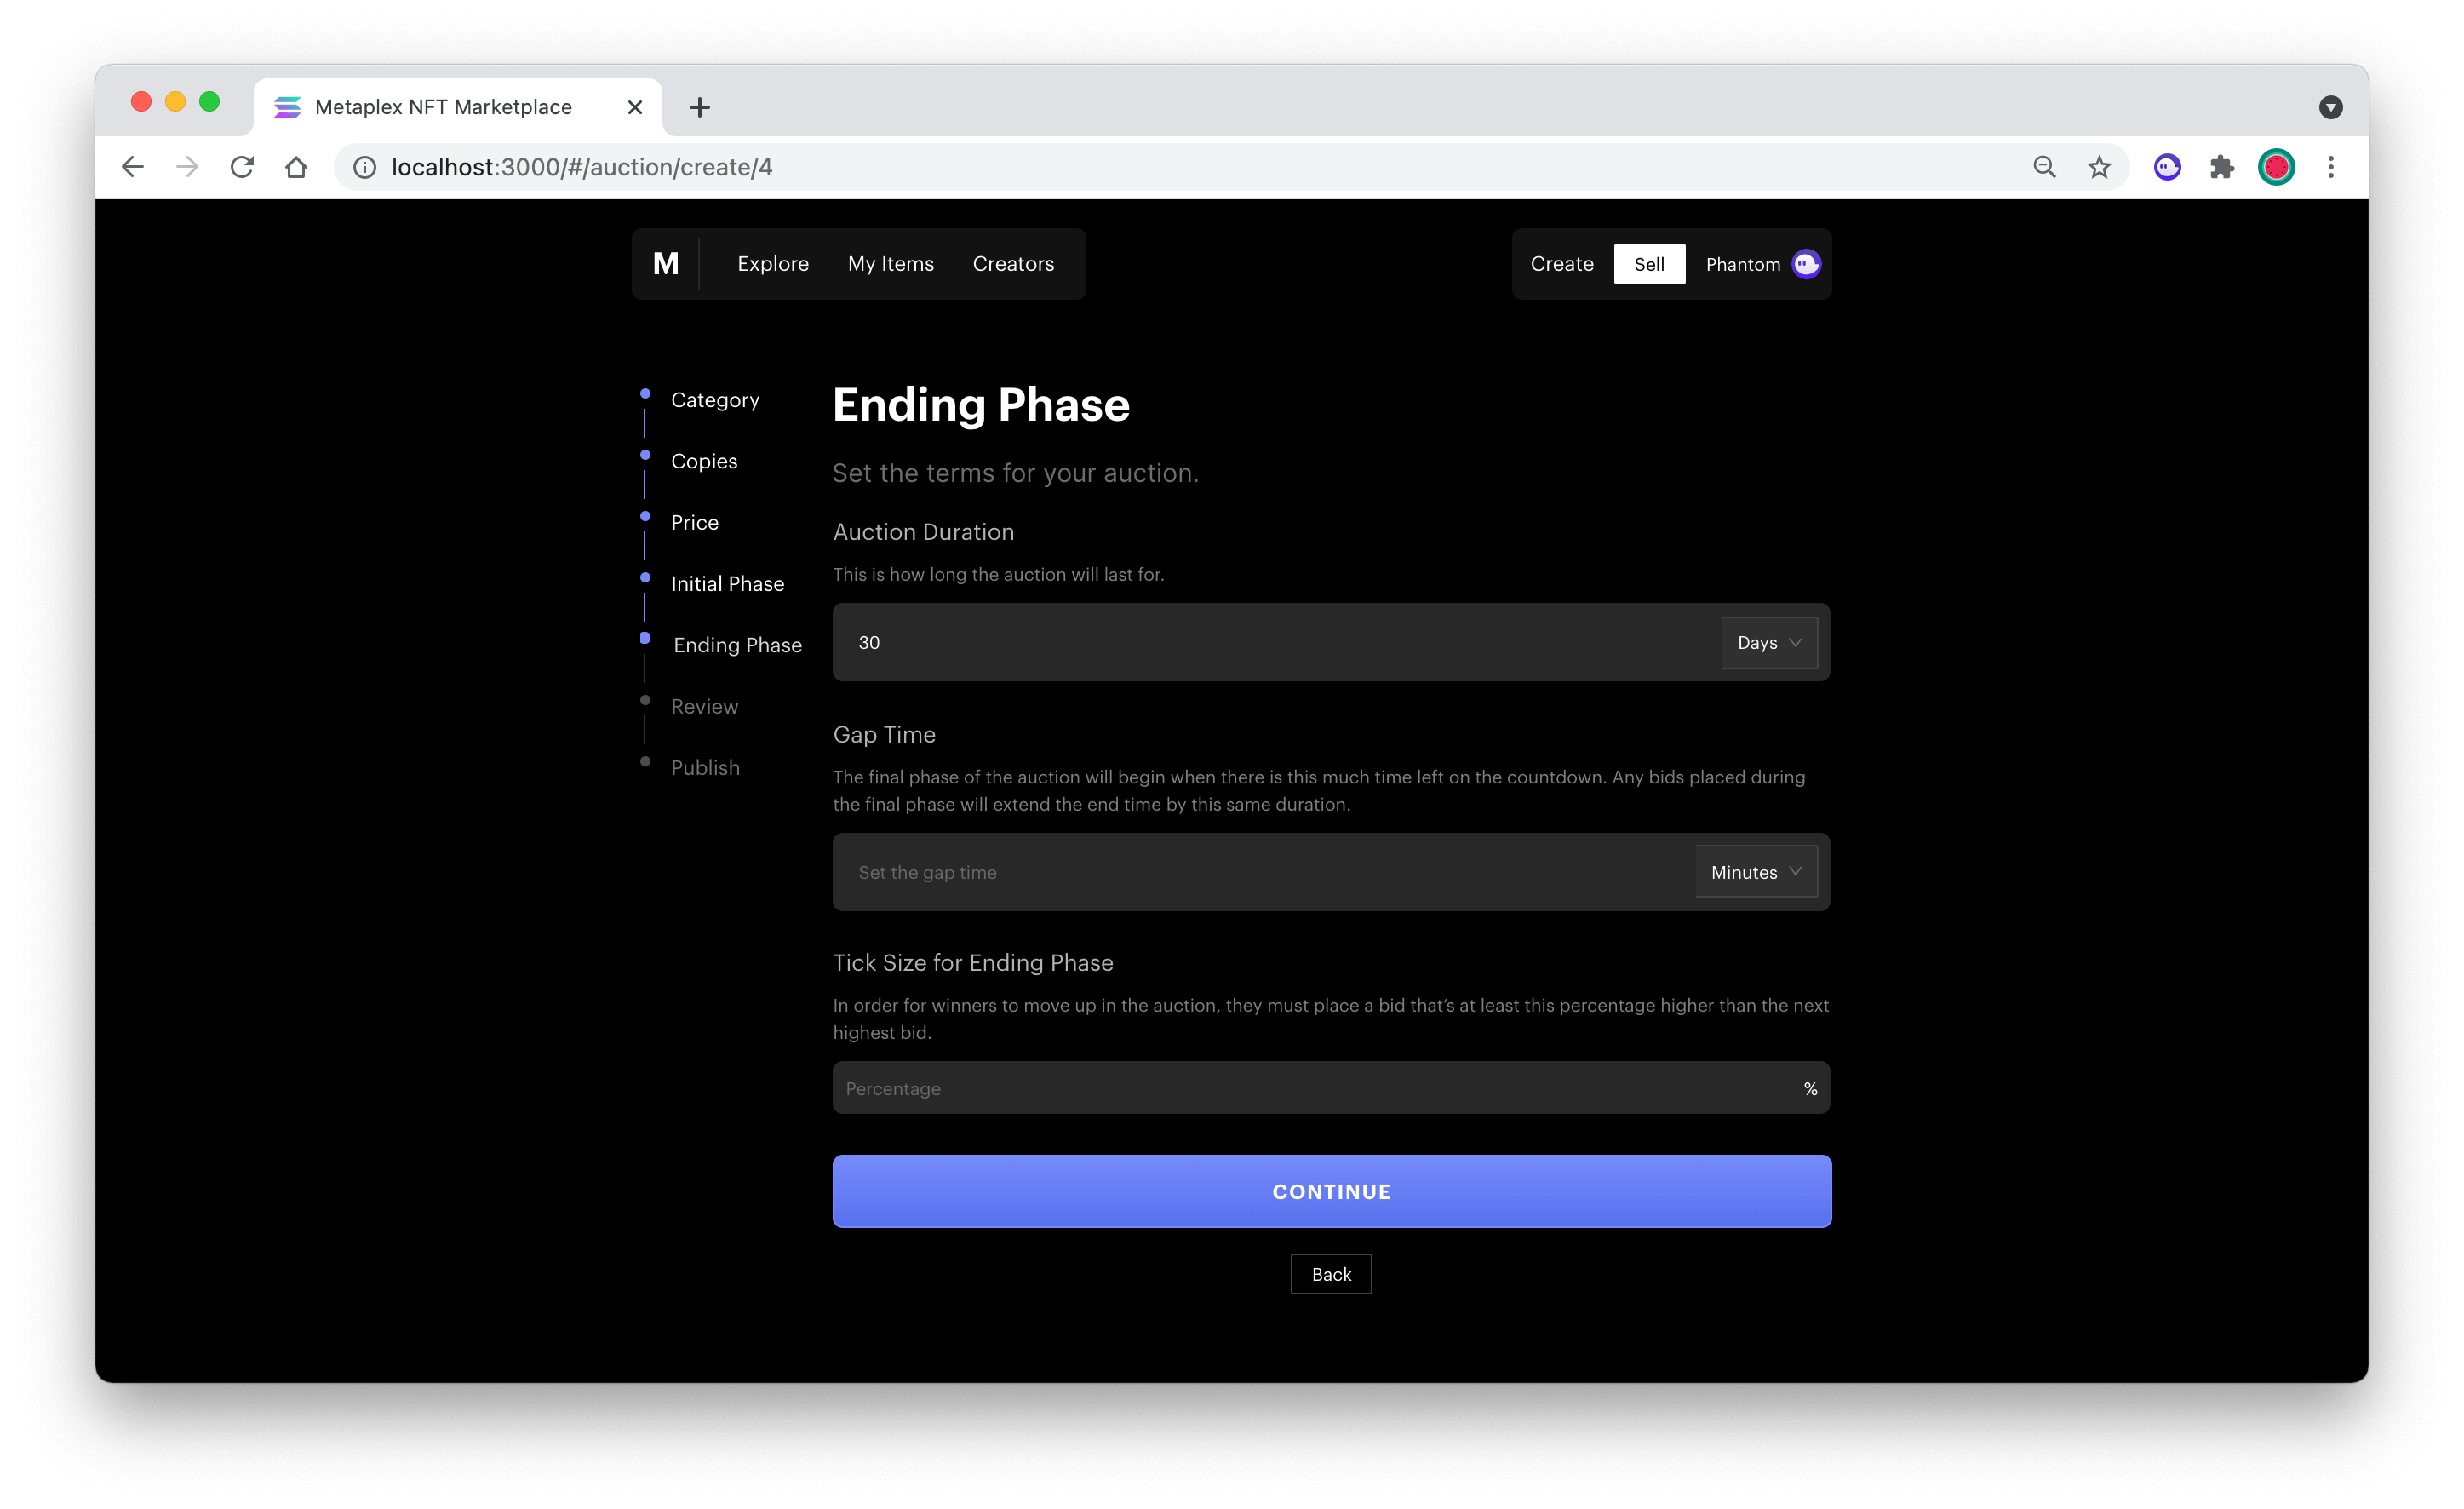 Metaplex NFT Marketplace
localhost:3000/#/auction/create/4
M Explore My Items Creators Create Sell Phantom
Category
Copies
Price
Initial Phase
Ending Phase
Review
Publish
Ending Phase
Set the terms for your auction.
Auction Duration
This is how long the auction will last for.
30 Days
Gap Time
The final phase of the auction will begin when there is this much time left on the countdown. Any bids placed during
the final phase will extend the end time by this same duration.
Set the gap time Minutes
Tick Size for Ending Phase
In order for winners to move up in the auction, they must place a bid that’s at least this percentage higher than the next
highest bid.
Percentage %
CONTINUE
Back